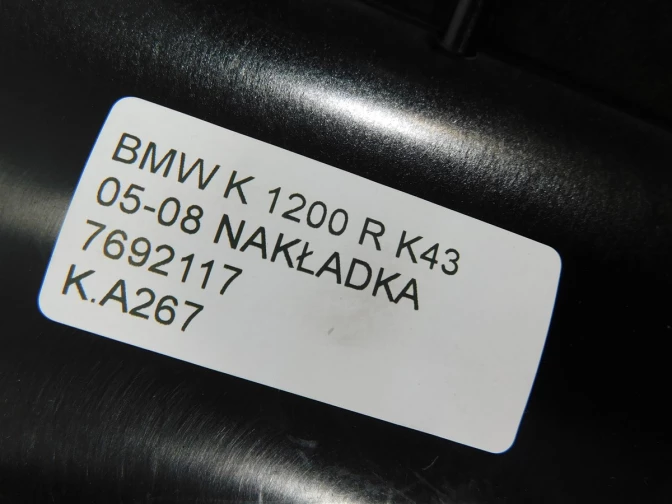 BMW K 1200 R K43
05-08 NAKŁADKA
7692117
K.A267